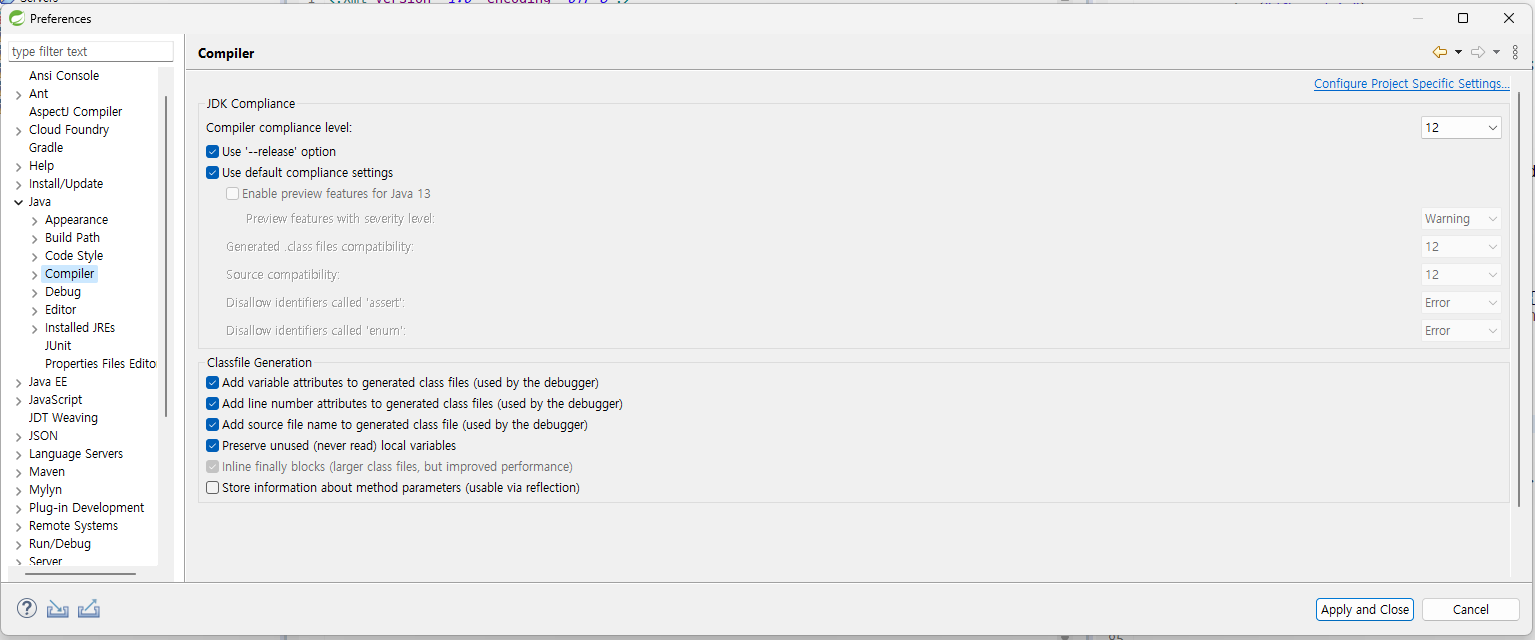 Preferences
type filter text
Compiler
Ansi Console
Ant
AspectJ Compiler
Cloud Foundry
Gradle
Help
Install/Update
Java
Appearance
Build Path
Code Style
Compiler
Debug
Editor
Installed JREs
JUnit
Properties Files Edito
Java EE
JavaScript
JDT Weaving
JSON
Language Servers
Maven
Mylyn
Plug-in Development
Remote Systems
Run/Debug
Server
Configure Project Specific Settings...
JDK Compliance
Compiler compliance level: 12
Use '--release' option
Use default compliance settings
Enable preview features for Java 13
Preview features with severity level: Warning
Generated .class files compatibility: 12
Source compatibility: 12
Disallow identifiers called 'assert': Error
Disallow identifiers called 'enum': Error
Classfile Generation
Add variable attributes to generated class files (used by the debugger)
Add line number attributes to generated class files (used by the debugger)
Add source file name to generated class file (used by the debugger)
Preserve unused (never read) local variables
Inline finally blocks (larger class files, but improved performance)
Store information about method parameters (usable via reflection)
Apply and Close
Cancel